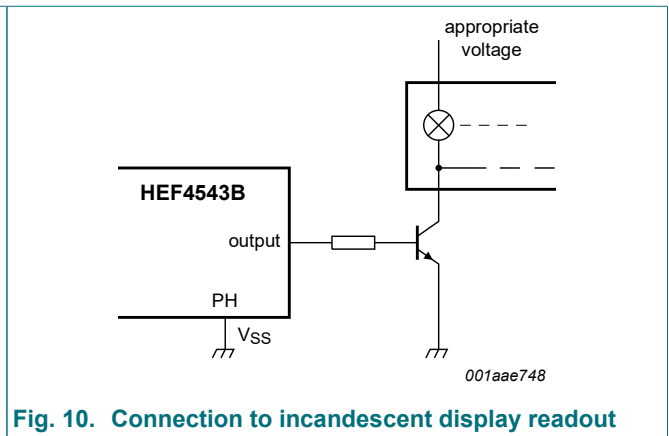 appropriate
voltage
HEF4543B
output
PH
VSS
001aae748
Fig. 10. Connection to incandescent display readout